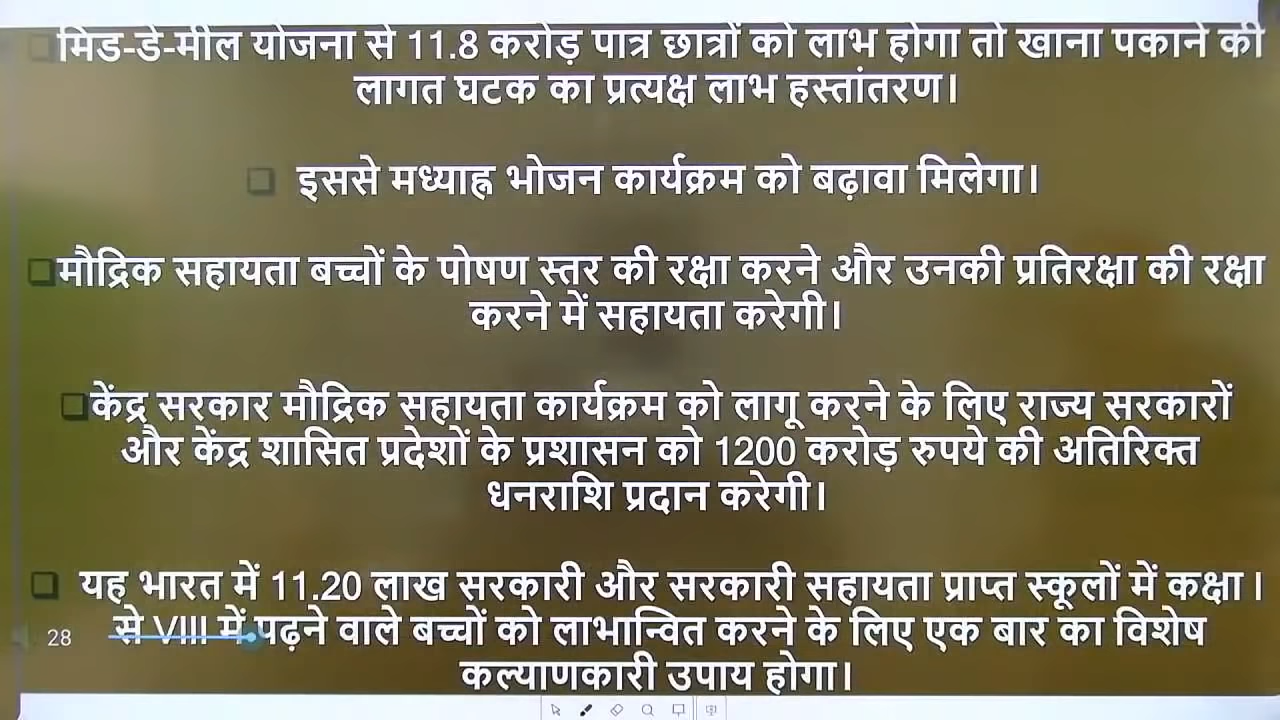 मिड-डे-मील योजना से 11.8 करोड़ पात्र छात्रों को लाभ होगा तो खाना पकाने की
लागत घटक का प्रत्यक्ष लाभ हस्तांतरण।
इससे मध्याह्न भोजन कार्यक्रम को बढ़ावा मिलेगा।
मौद्रिक सहायता बच्चों के पोषण स्तर की रक्षा करने और उनकी प्रतिरक्षा की रक्षा
करने में सहायता करेगी।
केंद्र सरकार मौद्रिक सहायता कार्यक्रम को लागू करने के लिए राज्य सरकारों
और केंद्र शासित प्रदेशों के प्रशासन को 1200 करोड़ रुपये की अतिरिक्त
धनराशि प्रदान करेगी।
यह भारत में 11.20 लाख सरकारी और सरकारी सहायता प्राप्त स्कूलों में कक्षा I
से VIII में पढ़ने वाले बच्चों को लाभान्वित करने के लिए एक बार का विशेष
28
कल्याणकारी उपाय होगा।